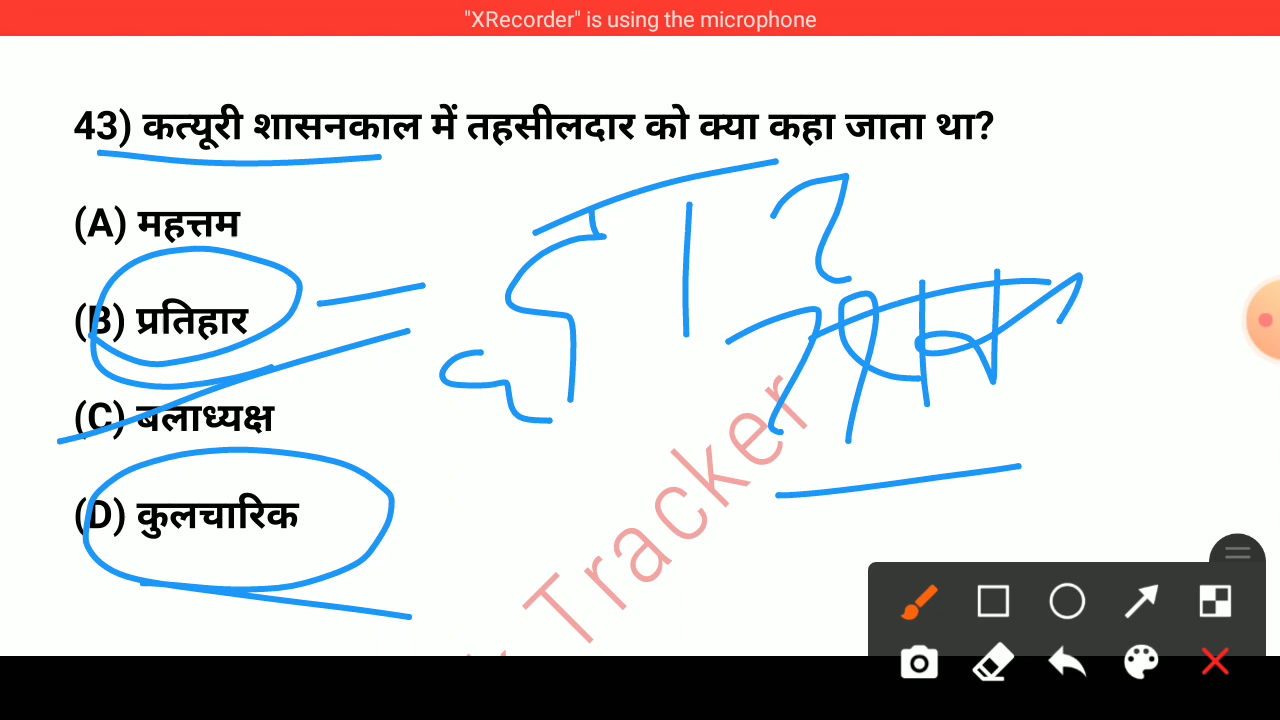 "XRecorder" is using the microphone
43) कत्यूरी शासनकाल में तहसीलदार को क्या कहा जाता था?
(A) महत्तम
(B) प्रतिहार
(C) बलाध्यक्ष
(D) कुलचारिक
Tracker